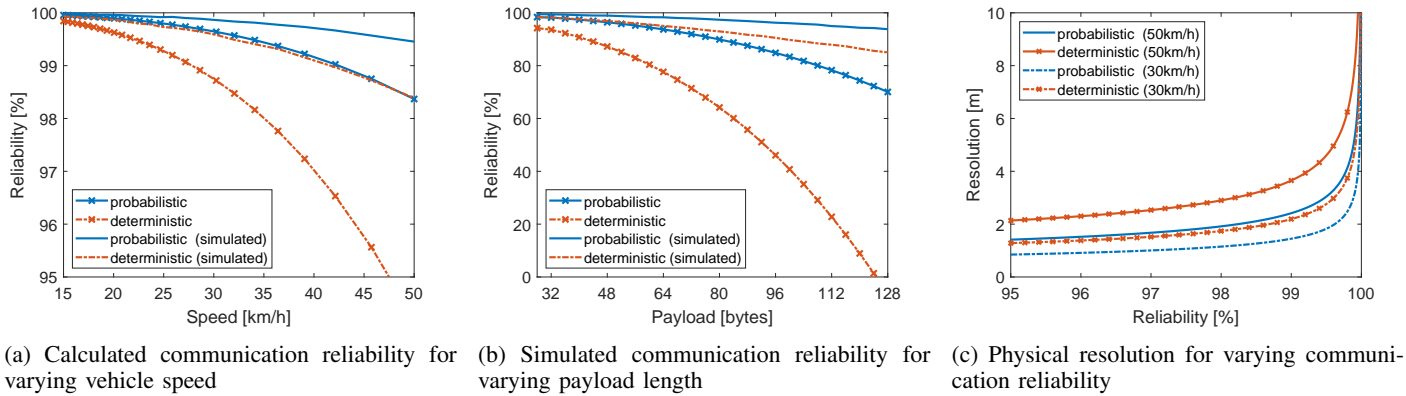 100
99
98
97
96
95
Reliability [%]
probabilistic
deterministic
probabilistic (simulated)
deterministic (simulated)
15 20 25 30 35 40 45 50
Speed [km/h]
(a) Calculated communication reliability for
varying vehicle speed
100
80
60
40
20
0
Reliability [%]
probabilistic
deterministic
probabilistic (simulated)
deterministic (simulated)
32 48 64 80 96 112 128
Payload [bytes]
(b) Simulated communication reliability for
varying payload length
10
8
6
4
2
0
Resolution [m]
probabilistic (50km/h)
deterministic (50km/h)
probabilistic (30km/h)
deterministic (30km/h)
95 96 97 98 99 100
Reliability [%]
(c) Physical resolution for varying communi-
cation reliability